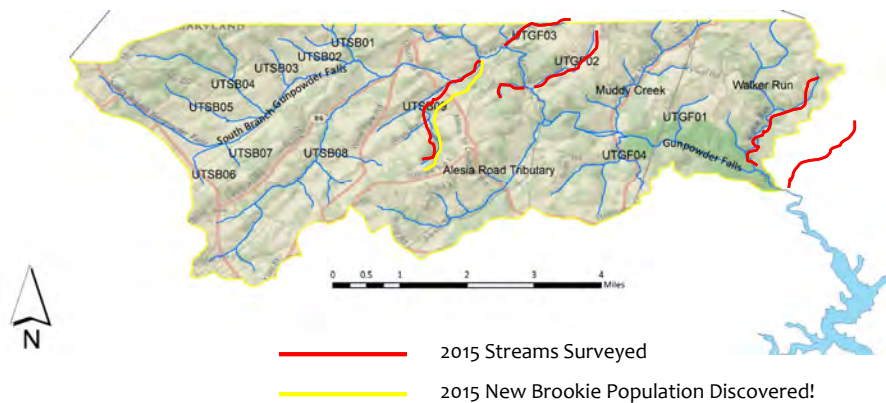 UTSB01
UTGF03
UTSB02
UTSB03
UTGF02
UTSB04
Muddy Creek
Walker Run
UTSB05
UTSB09
South Branch Gunpowder Falls
UTGF01
UTSB07
UTSB08
UTGF04
Gunpowder Falls
UTSB06
Alesia Road Tributary
0 0.5 1 2 3 4
Miles
N
2015 Streams Surveyed
2015 New Brookie Population Discovered!